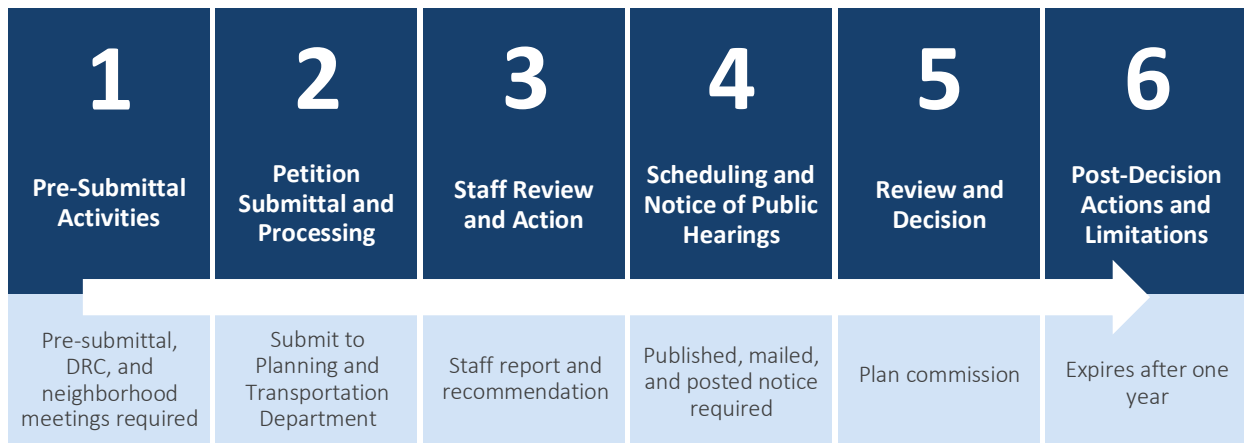 1
Pre-Submittal
Activities
Pre-submittal,
DRC, and
neighborhood
meetings required
2
Petition
Submittal and
Processing
Submit to
Planning and
Transportation
Department
3
Staff Review
and Action
Staff report and
recommendation
4
Scheduling and
Notice of Public
Hearings
Published, mailed,
and posted notice
required
5
Review and
Decision
Plan commission
6
Post-Decision
Actions and
Limitations
Expires after one
year